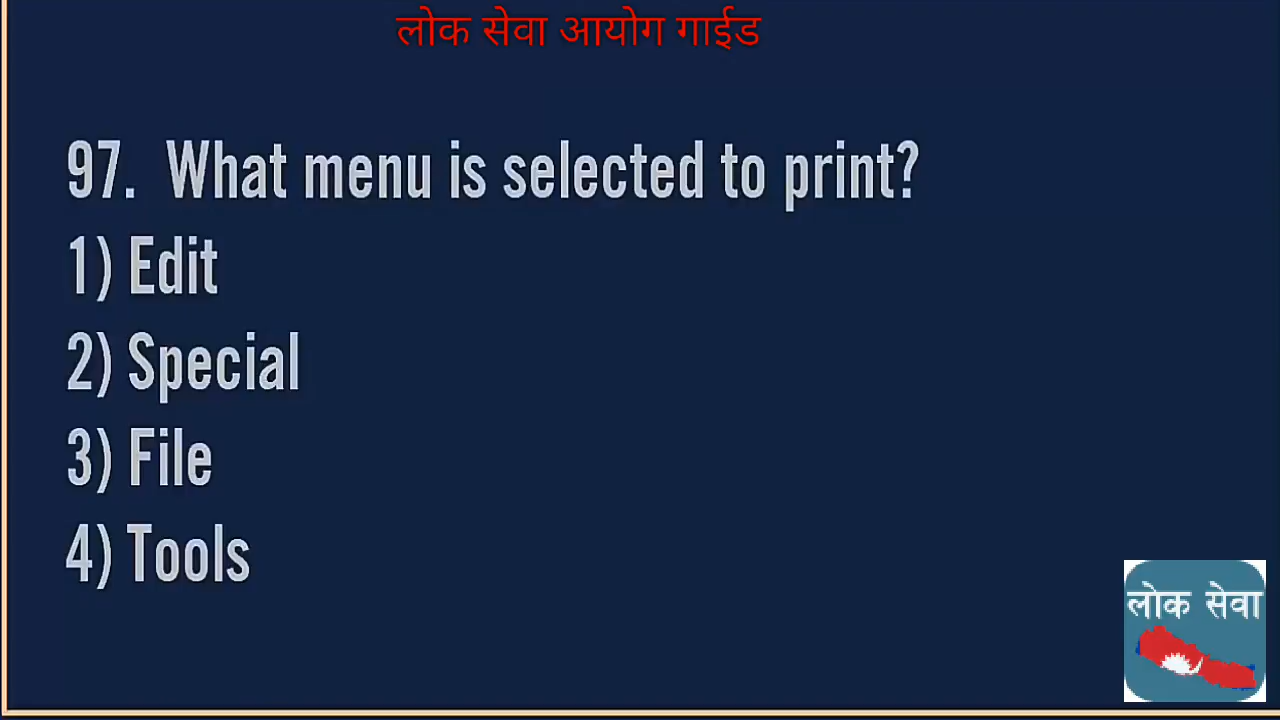 लोक सेवा आयोग गाईड
97. What menu is selected to print?
1) Edit
2) Special
3) File
4) Tools
लोक सेवा